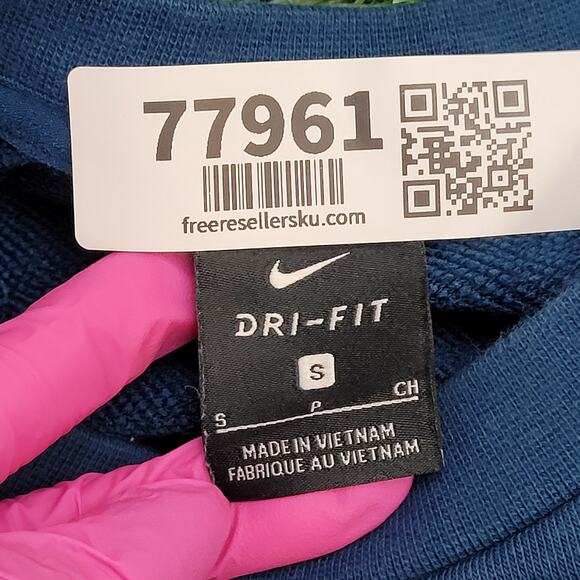 77961
freeresellersku.com
DRI-FIT
S
S P CH
MADE IN VIETNAM
FABRIQUE AU VIETNAM